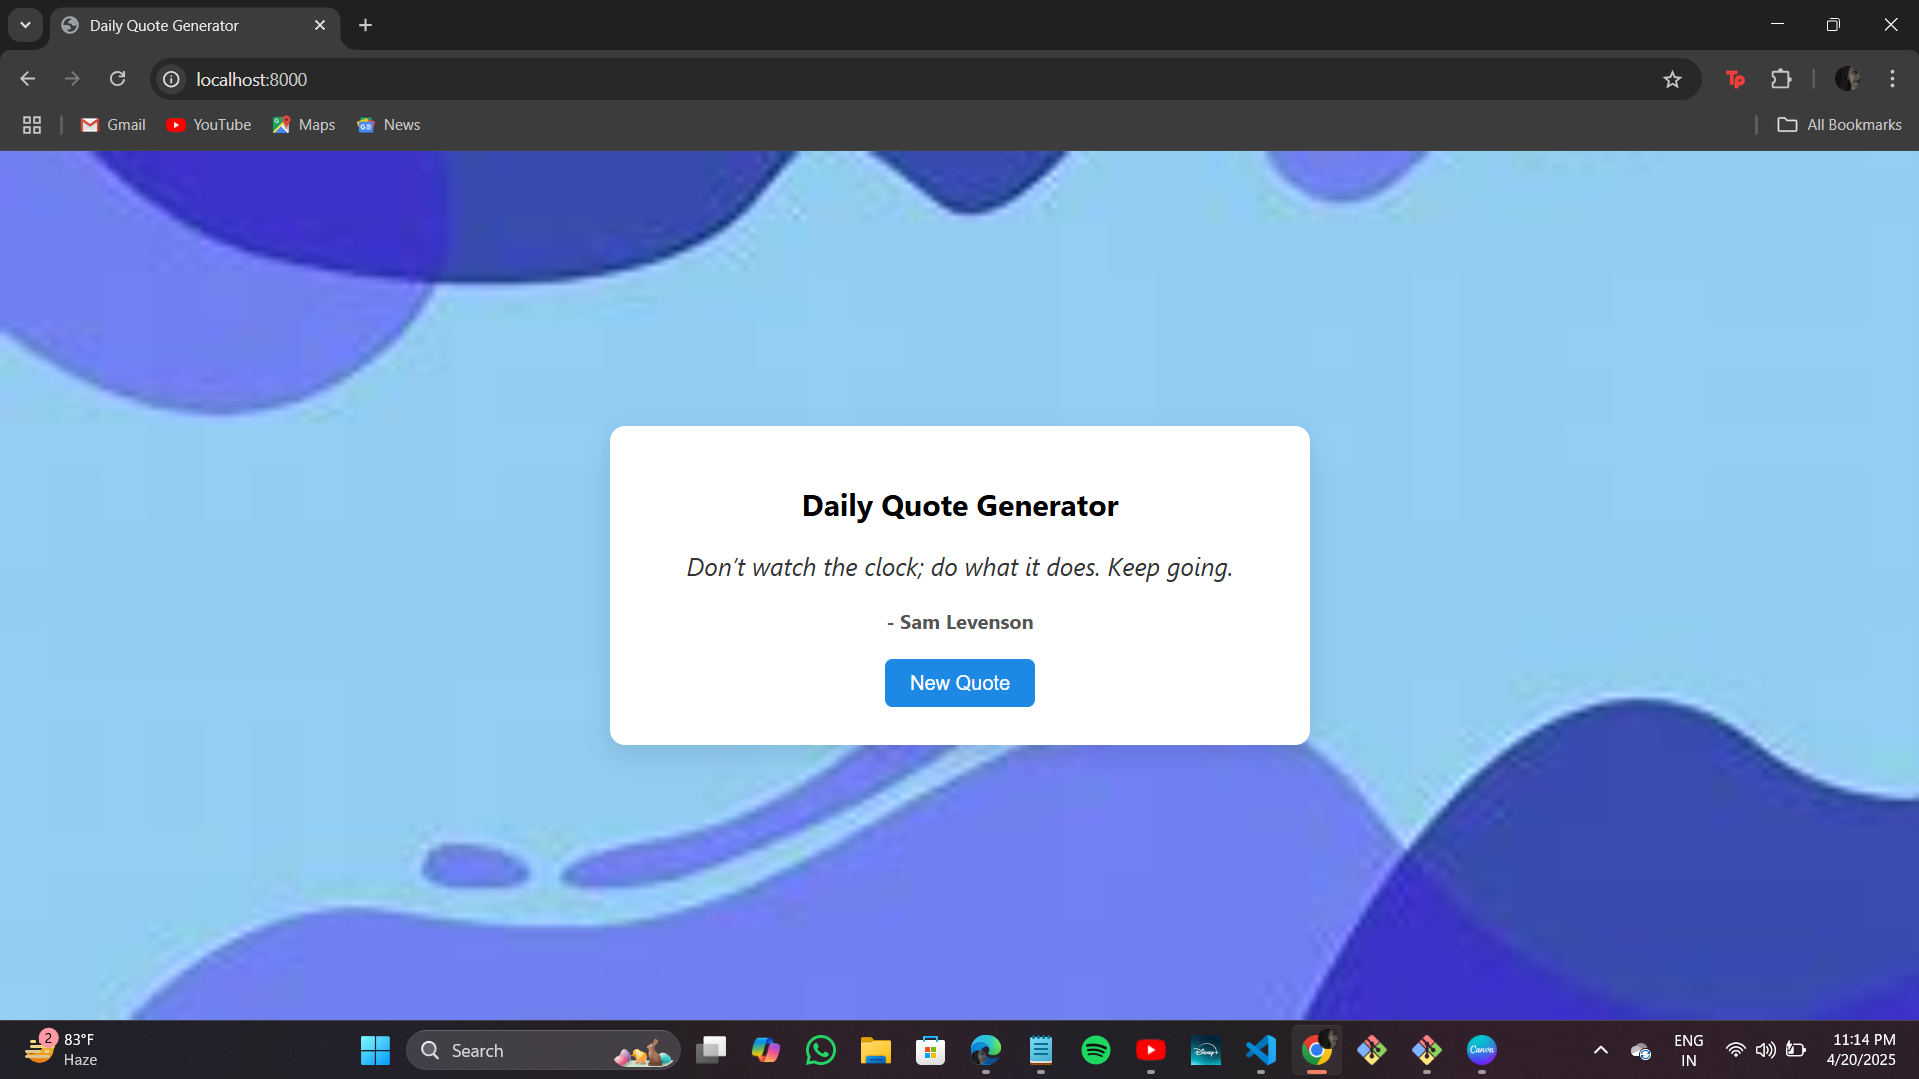 Daily Quote Generator
localhost:8000
Gmail
YouTube
Maps
News
All Bookmarks
Daily Quote Generator
Don’t watch the clock; do what it does. Keep going.
- Sam Levenson
New Quote
2
83°F
Haze
Search
Disney+
Canva
ENG
IN
11:14 PM
4/20/2025